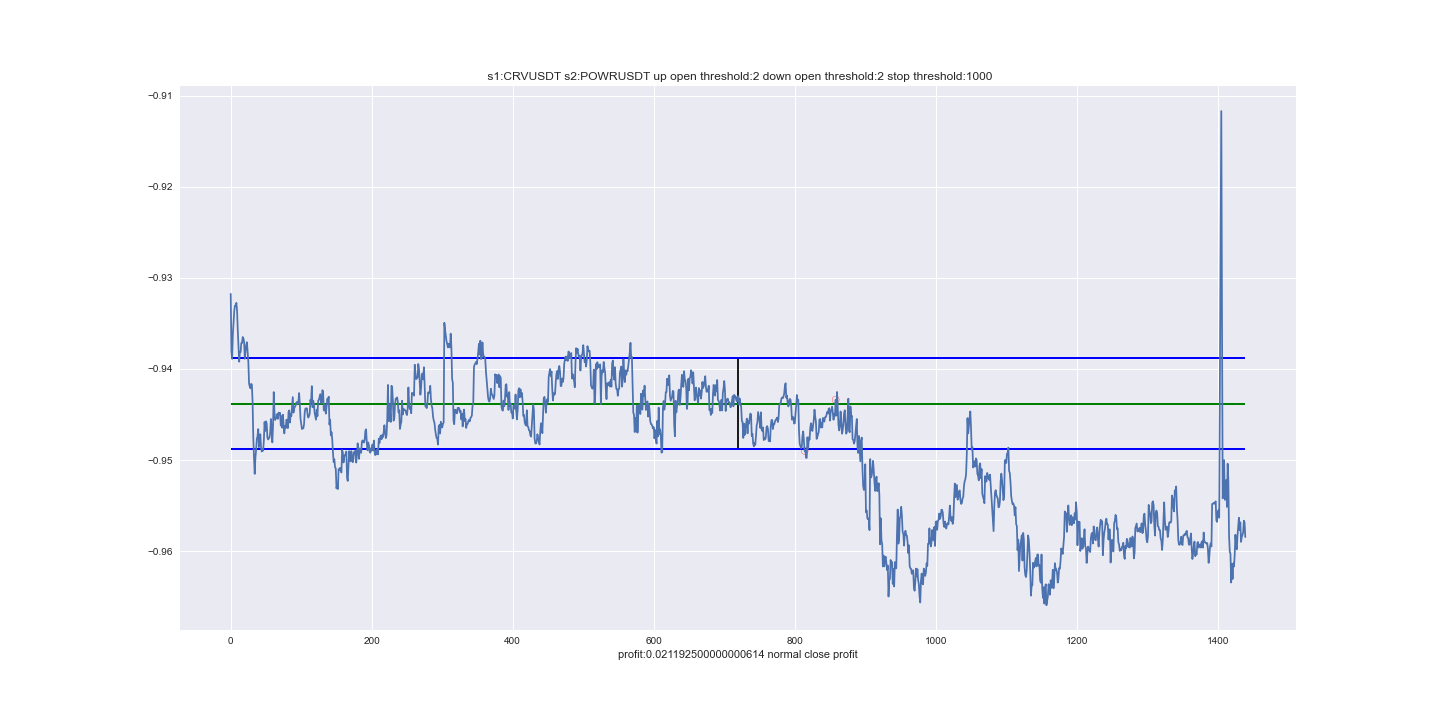 s1:CRVUSDT s2:POWRUSDT up open threshold:2 down open threshold:2 stop threshold:1000
−0.91
−0.92
−0.93
−0.94
−0.95
−0.96
0 200 400 600 800 1000 1200 1400
profit:0.021192500000000614 normal close profit